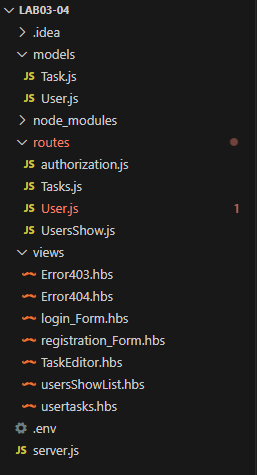 LAB03-04
.idea
models
JS Task.js
JS User.js
node_modules
routes
JS authorization.js
JS Tasks.js
JS User.js 1
JS UsersShow.js
views
Error403.hbs
Error404.hbs
login_Form.hbs
registration_Form.hbs
TaskEditor.hbs
usersShowList.hbs
usertasks.hbs
.env
JS server.js